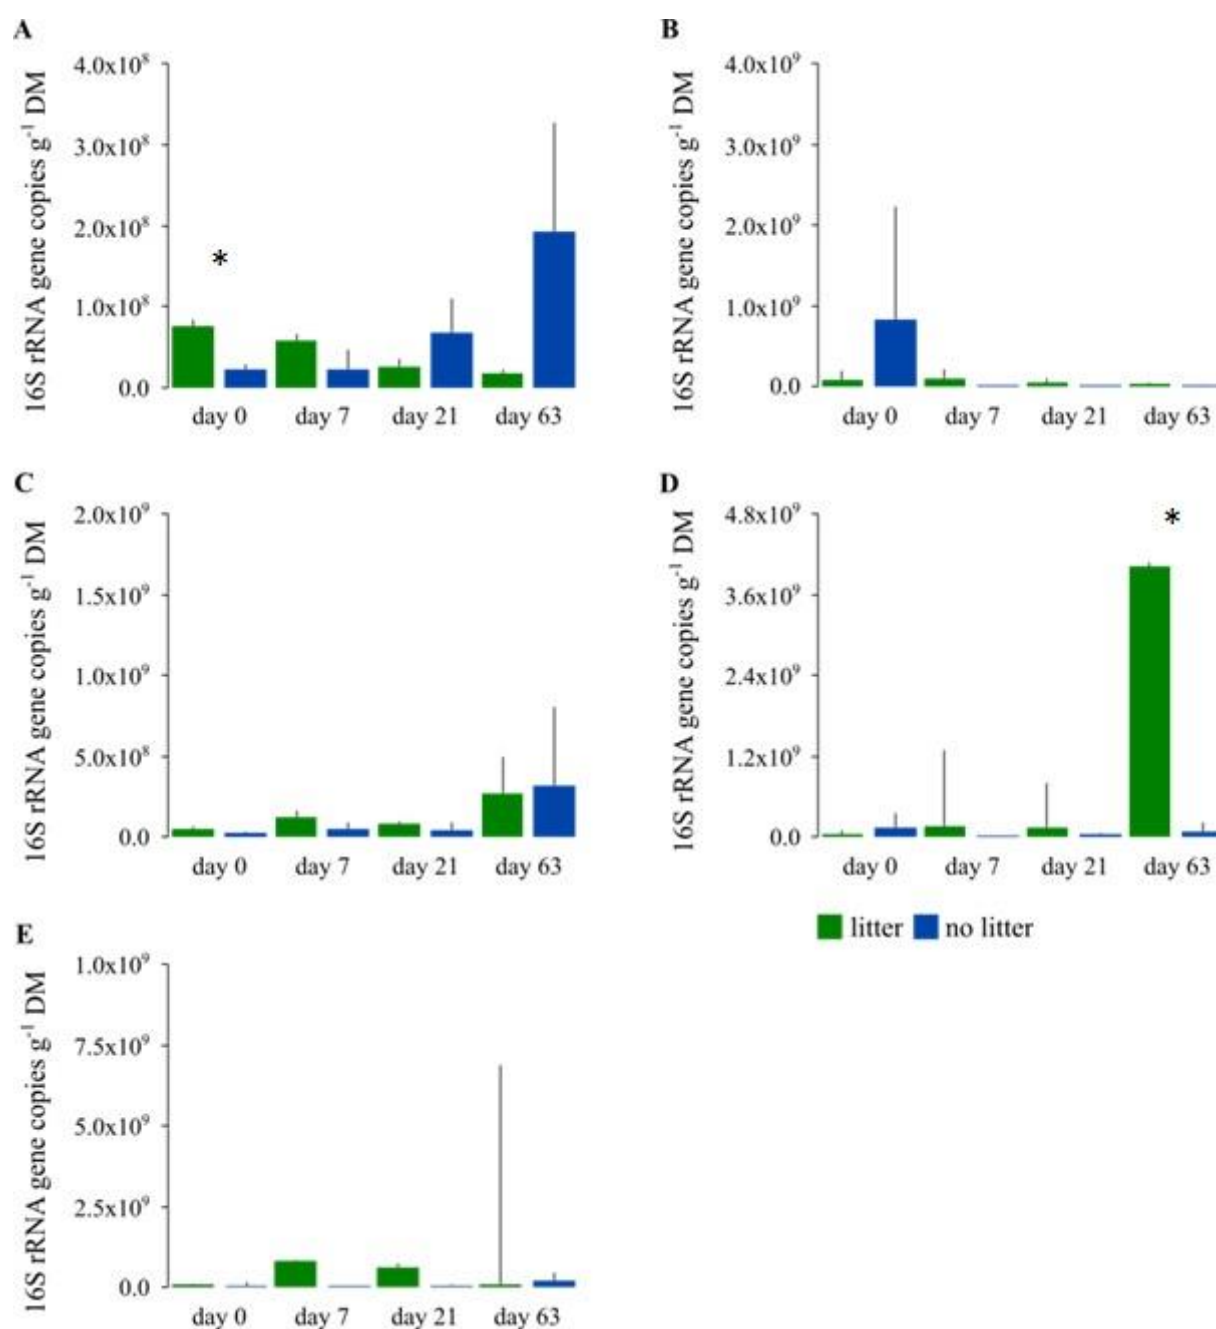 A
16S rRNA gene copies g⁻¹ DM
4.0x10⁸
3.0x10⁸
2.0x10⁸
1.0x10⁸
0.0
*
day 0 day 7 day 21 day 63
B
16S rRNA gene copies g⁻¹ DM
4.0x10⁹
3.0x10⁹
2.0x10⁹
1.0x10⁹
0.0
day 0 day 7 day 21 day 63
C
16S rRNA gene copies g⁻¹ DM
2.0x10⁹
1.5x10⁹
1.0x10⁹
5.0x10⁸
0.0
day 0 day 7 day 21 day 63
D
16S rRNA gene copies g⁻¹ DM
4.8x10⁹
3.6x10⁹
2.4x10⁹
1.2x10⁹
0.0
*
day 0 day 7 day 21 day 63
litter no litter
E
16S rRNA gene copies g⁻¹ DM
1.0x10⁹
7.5x10⁹
5.0x10⁹
2.5x10⁹
0.0
day 0 day 7 day 21 day 63